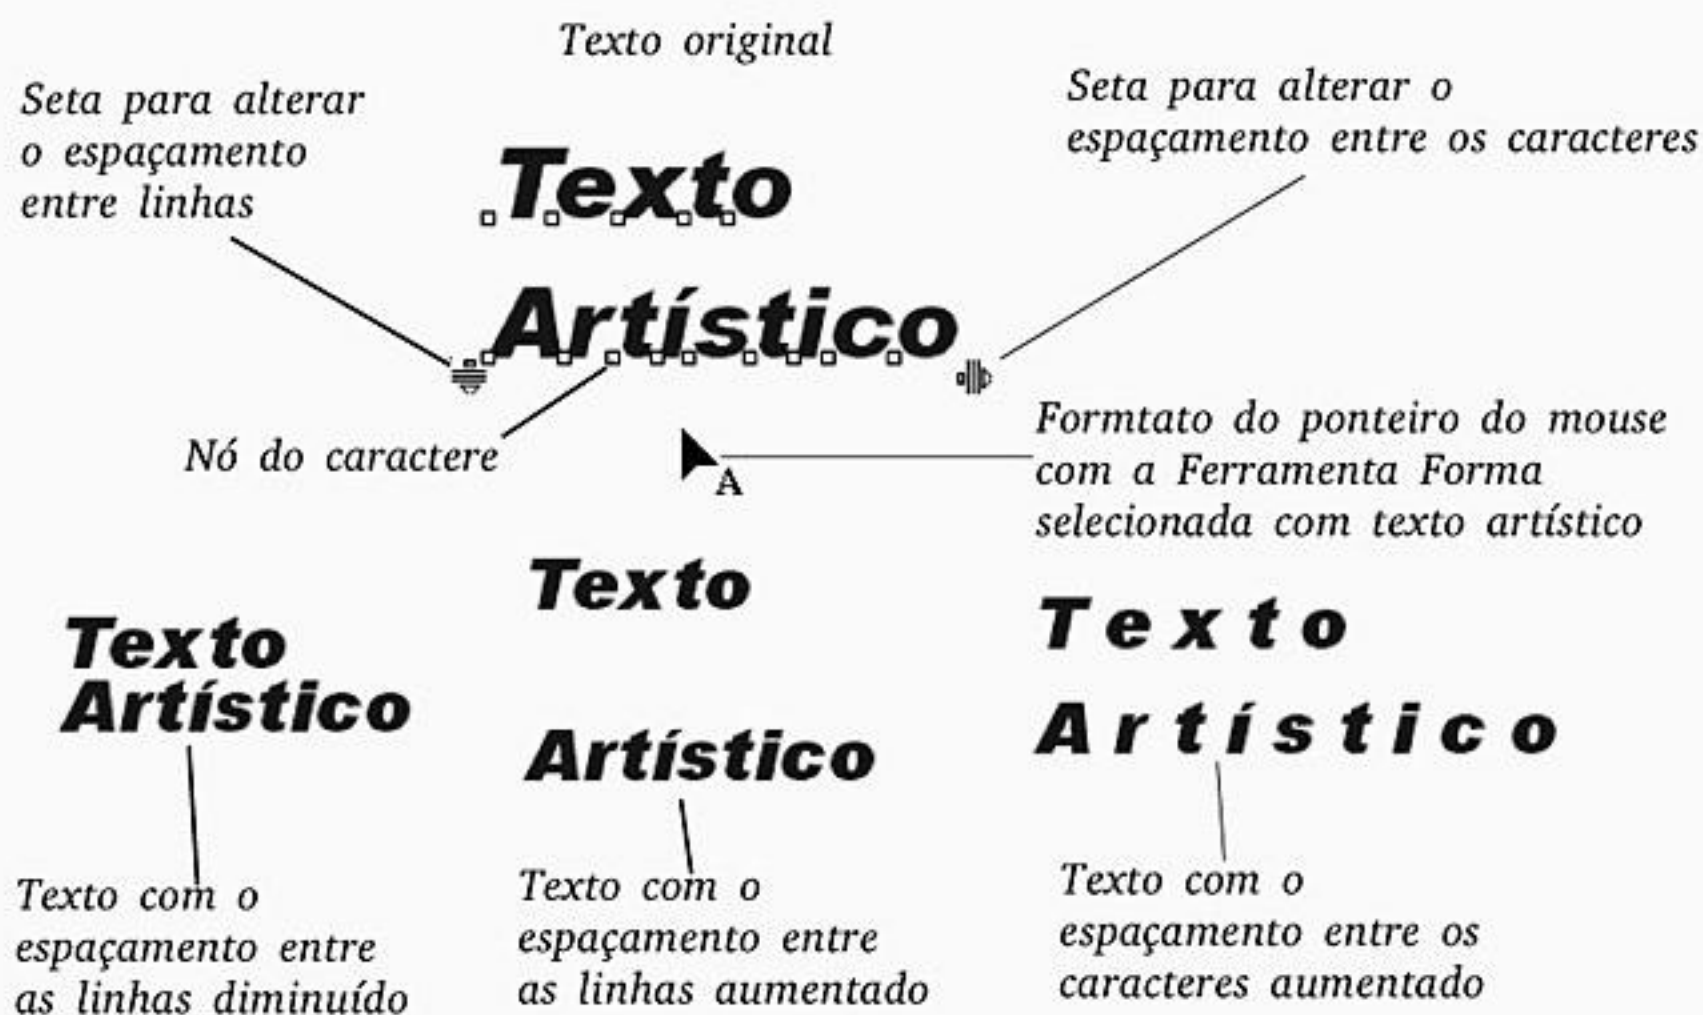 Texto original
Seta para alterar
o espaçamento
entre linhas
Seta para alterar o
espaçamento entre os caracteres
Texto
Artístico
Nó do caractere
A
Formtato do ponteiro do mouse
com a Ferramenta Forma
selecionada com texto artístico
Texto
Artístico
Texto com o
espaçamento entre
as linhas diminuído
Texto
Artístico
Texto com o
espaçamento entre
as linhas aumentado
Texto
Artístico
Texto com o
espaçamento entre os
caracteres aumentado